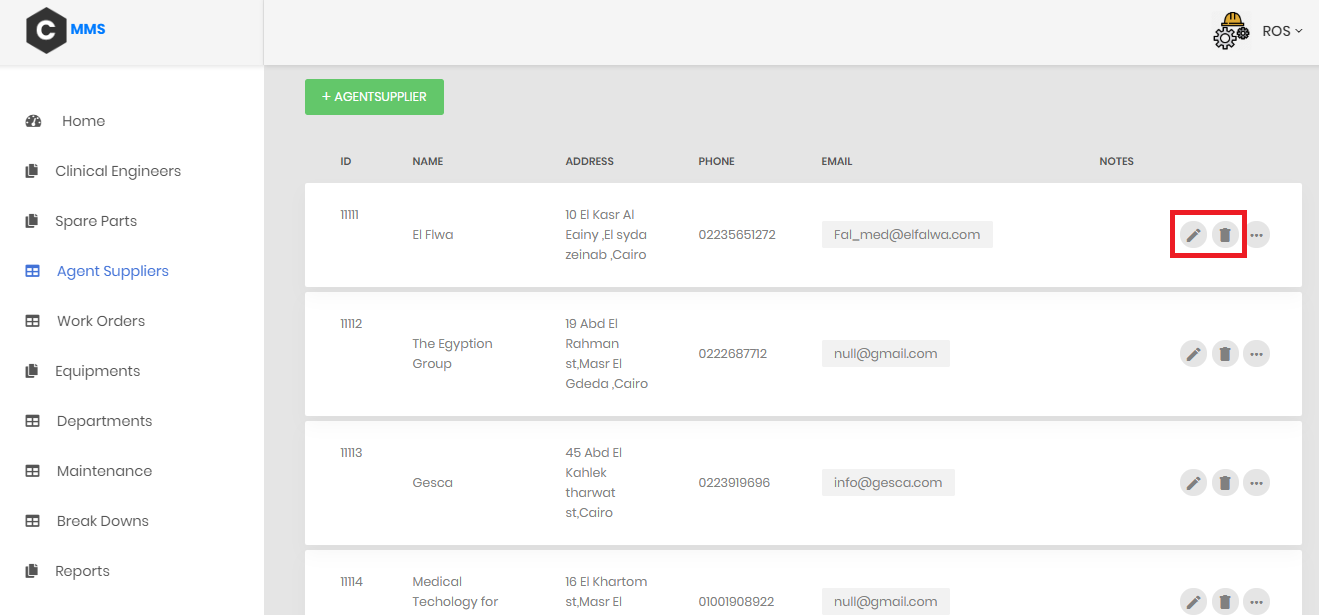 C MMS
ROS
Home
Clinical Engineers
Spare Parts
Agent Suppliers
Work Orders
Equipments
Departments
Maintenance
Break Downs
Reports
+ AGENTSUPPLIER
ID NAME ADDRESS PHONE EMAIL NOTES
11111
El Flwa
10 El Kasr Al
Eainy ,El syda
zeinab ,Cairo
02235651272
Fal_med@elfalwa.com
11112
The Egyption
Group
19 Abd El
Rahman
st,Masr El
Gdeda ,Cairo
0222687712
null@gmail.com
11113
Gesca
45 Abd El
Kahlek
tharwat
st,Cairo
0223919696
info@gesca.com
11114
Medical
Techology for
16 El Khartom
st,Masr El
01001908922
null@gmail.com